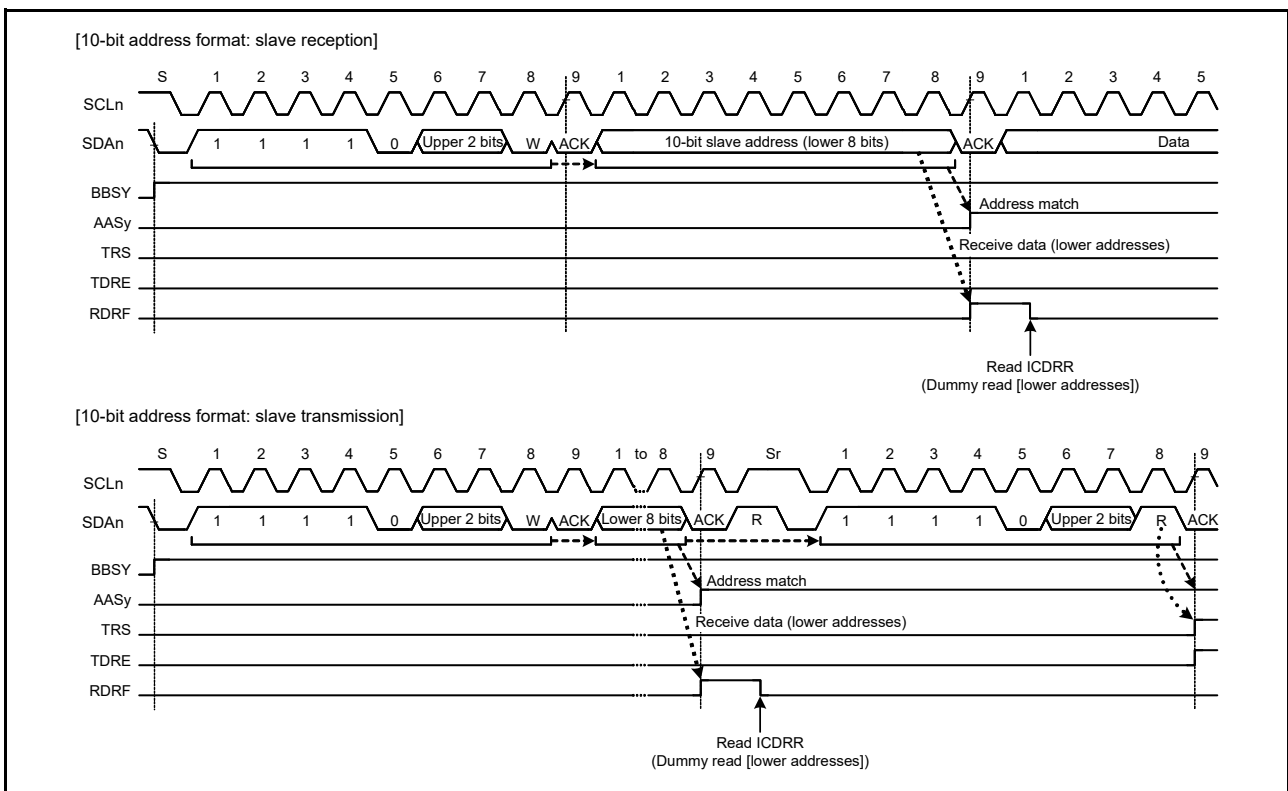 [10-bit address format: slave reception]
S 1 2 3 4 5 6 7 8 9 1 2 3 4 5 6 7 8 9 1 2 3 4 5
SCLn
SDAn 1 1 1 1 0 Upper 2 bits W ACK 10-bit slave address (lower 8 bits) ACK Data
BBSY
Address match
AASy
TRS
Receive data (lower addresses)
TDRE
RDRF
Read ICDRR
(Dummy read [lower addresses])
[10-bit address format: slave transmission]
S 1 2 3 4 5 6 7 8 9 1 to 8 9 Sr 1 2 3 4 5 6 7 8 9
SCLn
SDAn 1 1 1 1 0 Upper 2 bits W ACK Lower 8 bits ACK R 1 1 1 1 0 Upper 2 bits R ACK
BBSY
Address match
AASy
TRS
Receive data (lower addresses)
TDRE
RDRF
Read ICDRR
(Dummy read [lower addresses])